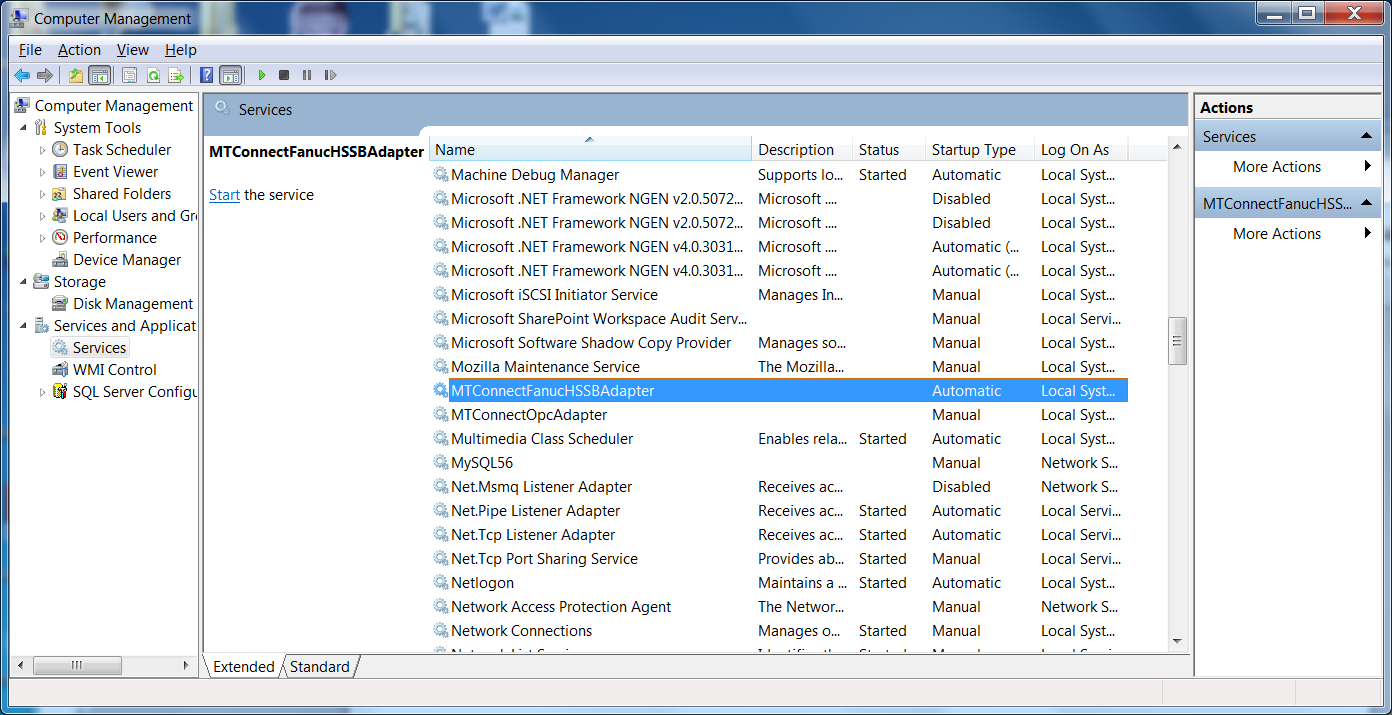 Computer Management
File Action View Help
Computer Management
System Tools
Task Scheduler
Event Viewer
Shared Folders
Local Users and Gr
Performance
Device Manager
Storage
Disk Management
Services and Applicat
Services
WMI Control
SQL Server Configu
Services
MTConnectFanucHSSBAdapter
Start the service
Name Description Status Startup Type Log On As
Machine Debug Manager Supports lo... Started Automatic Local Syst...
Microsoft .NET Framework NGEN v2.0.5072... Microsoft .... Disabled Local Syst...
Microsoft .NET Framework NGEN v2.0.5072... Microsoft .... Disabled Local Syst...
Microsoft .NET Framework NGEN v4.0.3031... Microsoft .... Automatic (... Local Syst...
Microsoft .NET Framework NGEN v4.0.3031... Microsoft .... Automatic (... Local Syst...
Microsoft iSCSI Initiator Service Manages In... Manual Local Syst...
Microsoft SharePoint Workspace Audit Serv... Manual Local Servi...
Microsoft Software Shadow Copy Provider Manages so... Manual Local Syst...
Mozilla Maintenance Service The Mozilla... Manual Local Syst...
MTConnectFanucHSSBAdapter Automatic Local Syst...
MTConnectOpcAdapter Manual Local Syst...
Multimedia Class Scheduler Enables rela... Started Automatic Local Syst...
MySQL56 Manual Network S...
Net.Msmq Listener Adapter Receives ac... Disabled Network S...
Net.Pipe Listener Adapter Receives ac... Started Automatic Local Servi...
Net.Tcp Listener Adapter Receives ac... Started Automatic Local Servi...
Net.Tcp Port Sharing Service Provides ab... Started Manual Local Servi...
Netlogon Maintains a ... Started Automatic Local Syst...
Network Access Protection Agent The Networ... Manual Network S...
Network Connections Manages o... Started Manual Local Syst...
Extended Standard
Actions
Services
More Actions
MTConnectFanucHSS...
More Actions